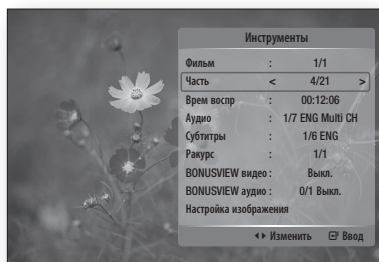 Инструменты
Фильм : 1/1
Часть < 4/21 >
Врем воспр : 00:12:06
Аудио : 1/7 ENG Multi CH
Субтитры : 1/6 ENG
Ракурс : 1/1
BONUSVIEW видео : Выкл.
BONUSVIEW аудио : 0/1 Выкл.
Настройка изображения
Изменить Ввод